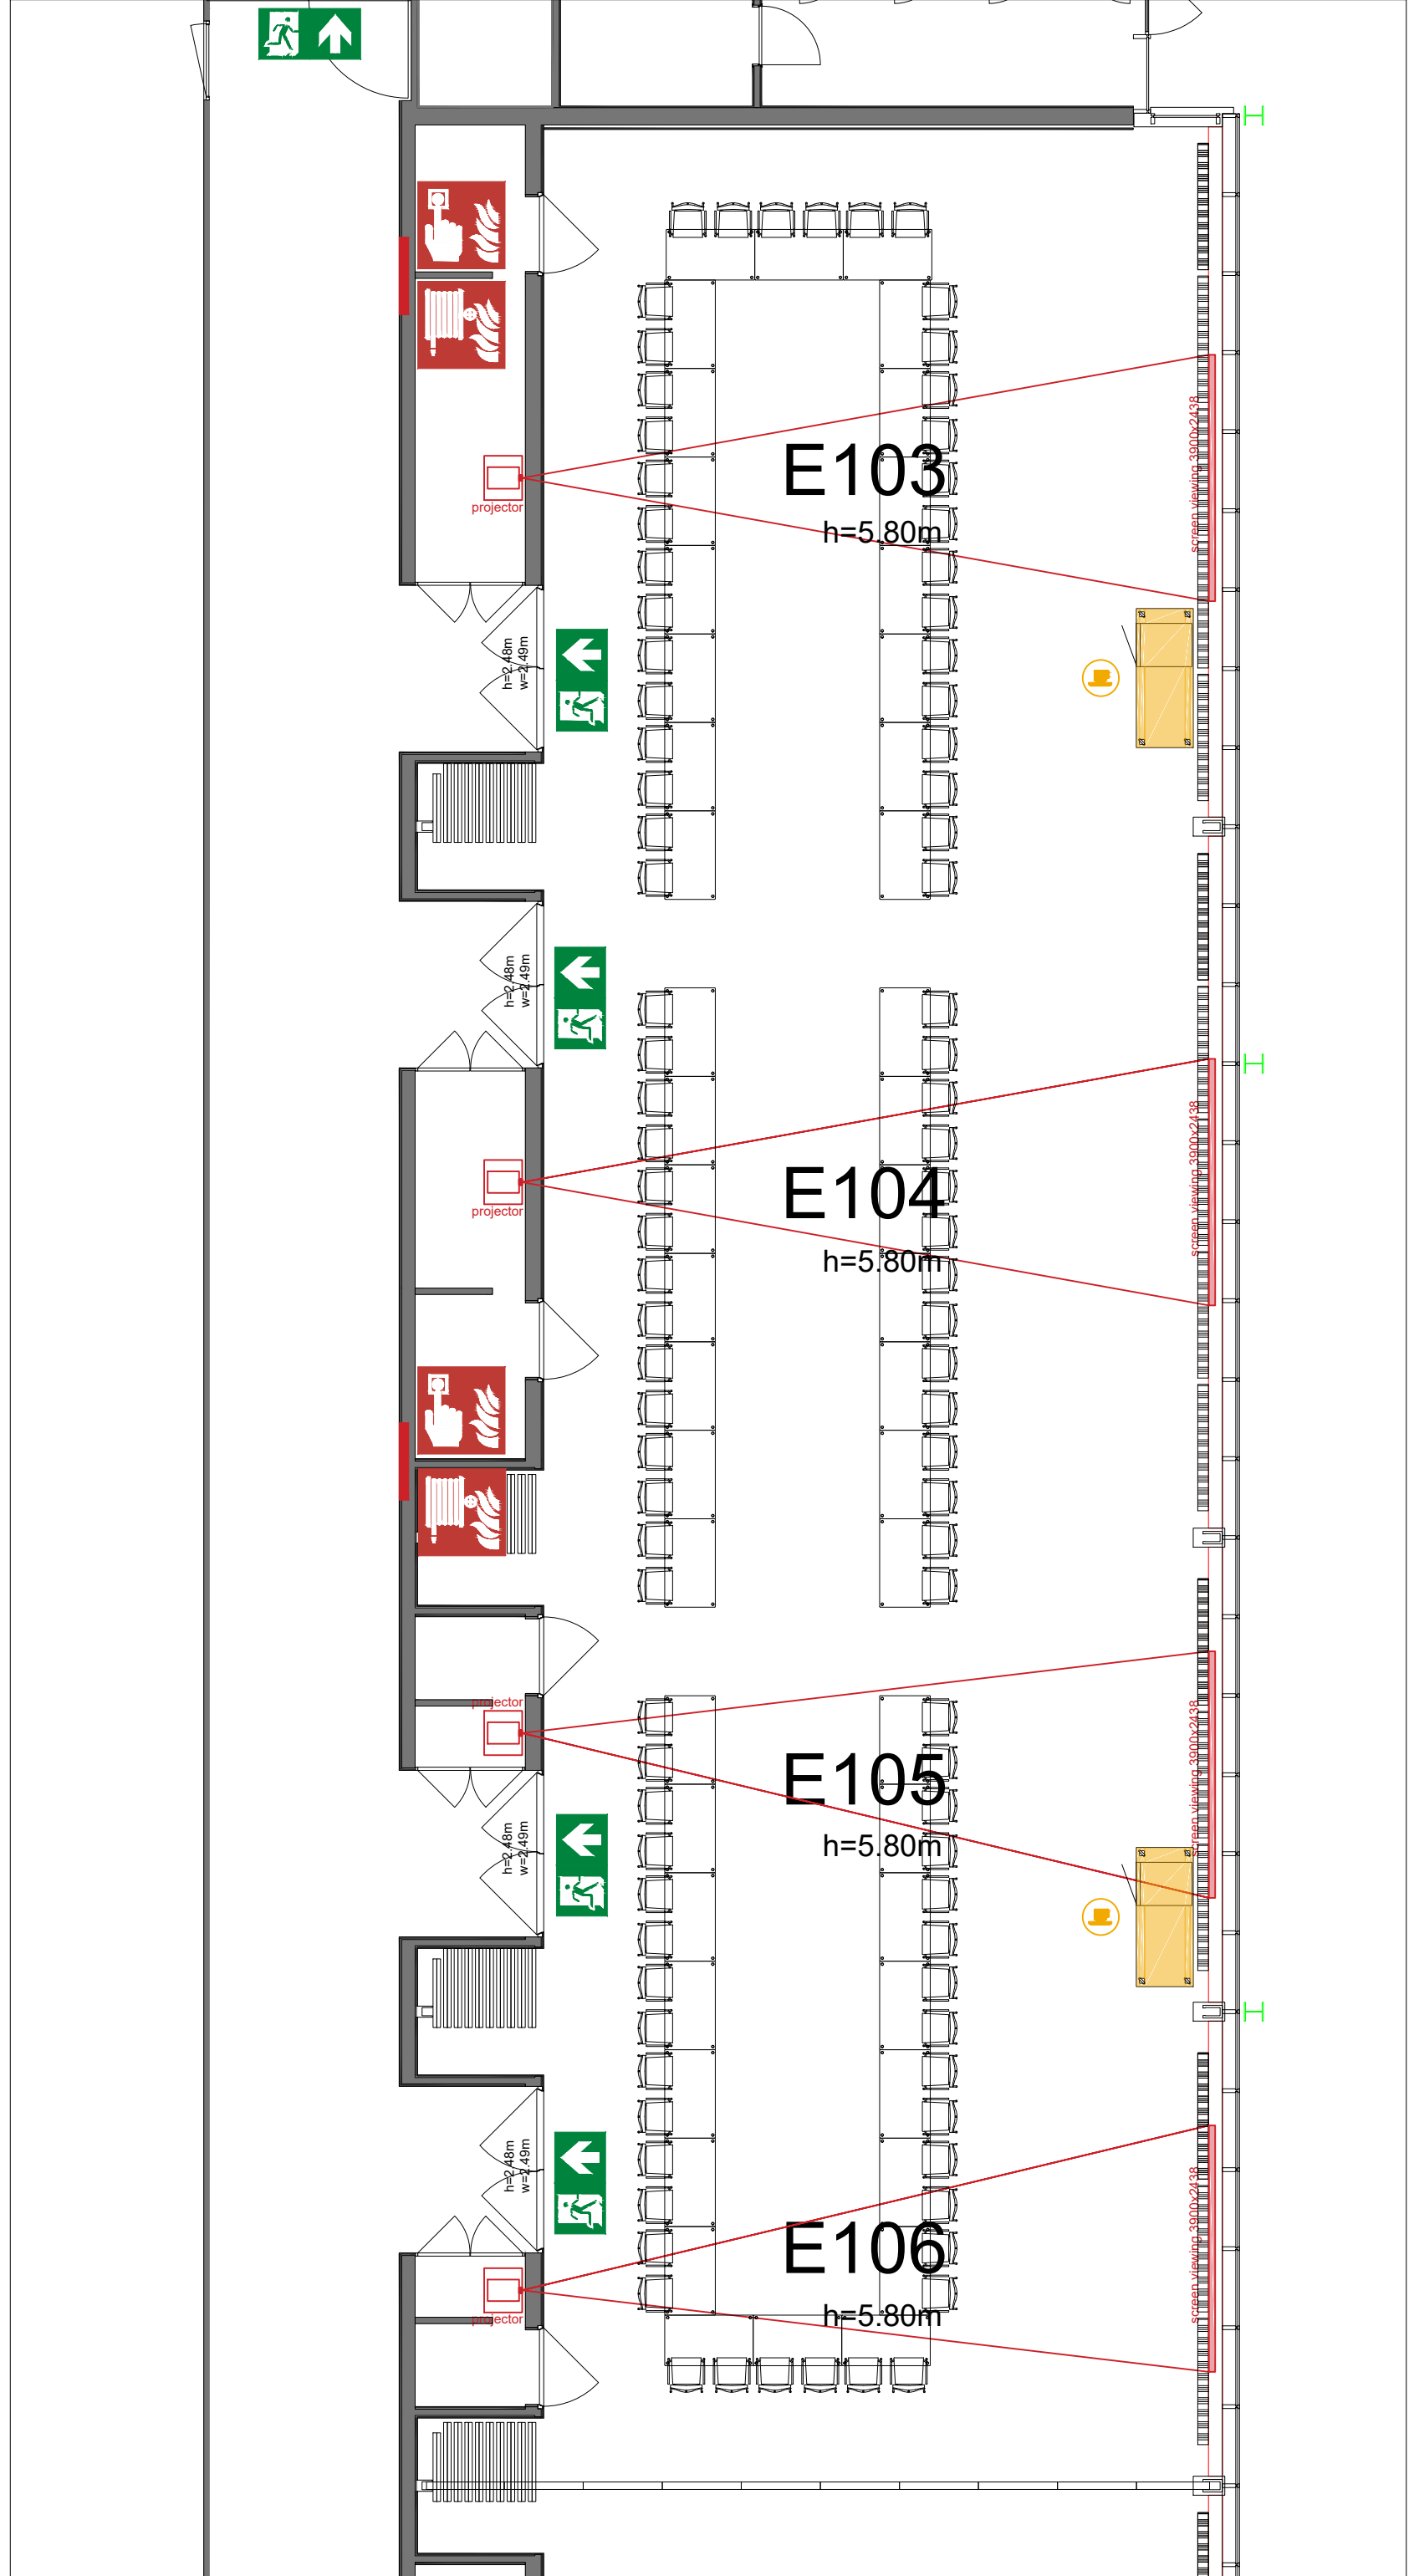 E103
h=5.80m
projector
screen viewing 3900x2438
h=2.48m
w=2.49m
h=2.48m
w=2.49m
E104
h=5.80m
projector
screen viewing 3900x2438
projector
screen viewing 3900x2438
E105
h=5.80m
h=2.48m
w=2.49m
h=2.48m
w=2.49m
E106
h=5.80m
projector
screen viewing 3900x2438